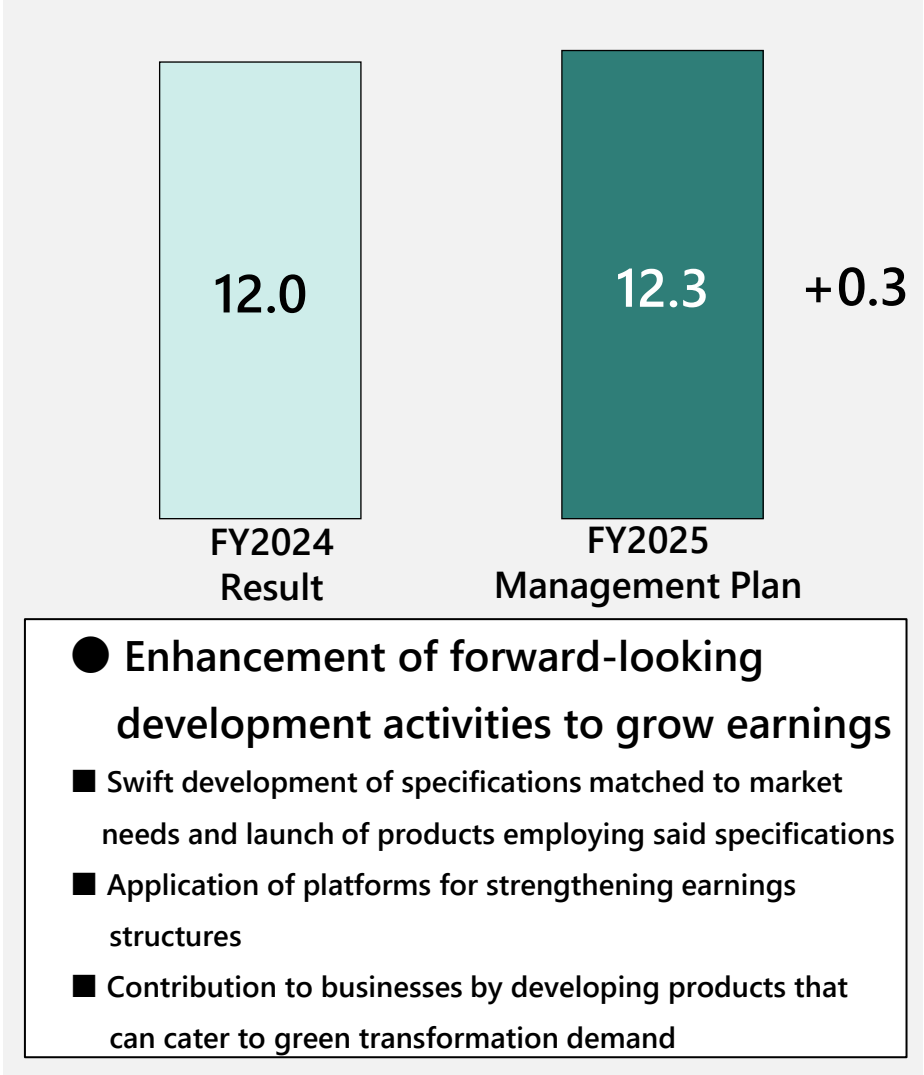 12.0
12.3
+0.3
FY2024
Result
FY2025
Management Plan
● Enhancement of forward-looking
development activities to grow earnings
■ Swift development of specifications matched to market
needs and launch of products employing said specifications
■ Application of platforms for strengthening earnings
structures
■ Contribution to businesses by developing products that
can cater to green transformation demand